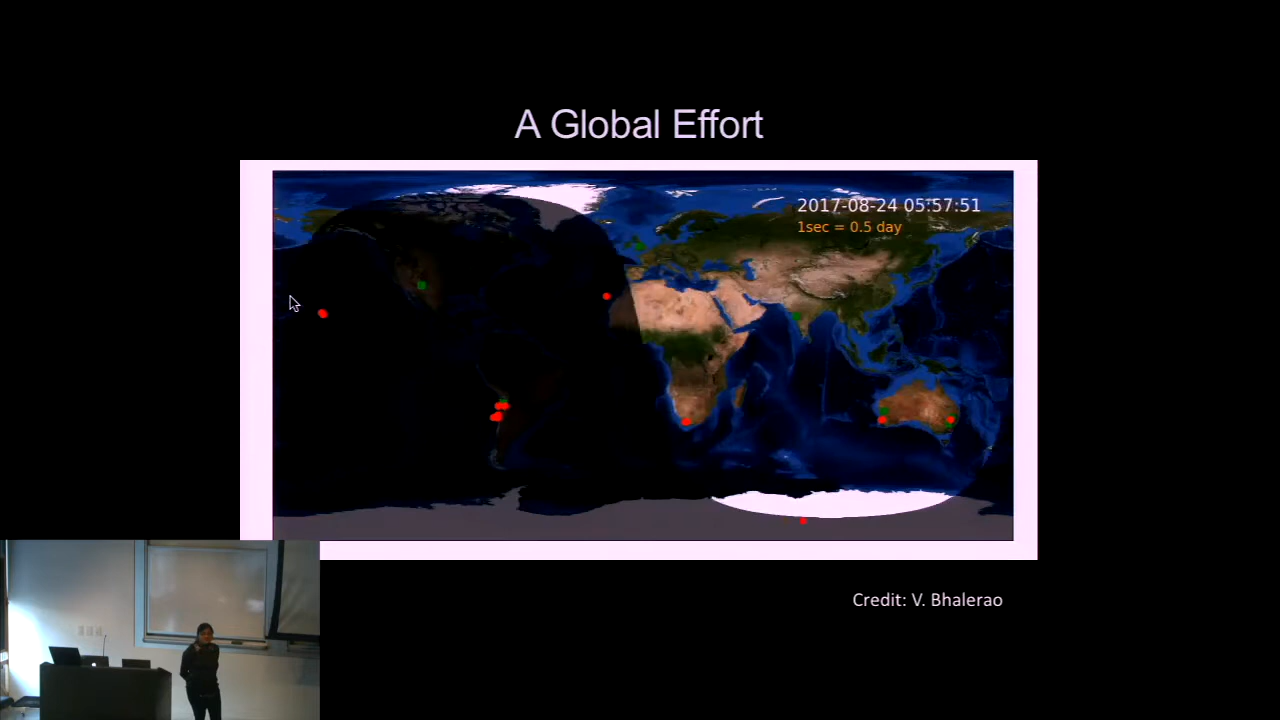 A Global Effort
2017-08-24 05:57:51
1sec = 0.5 day
Credit: V. Bhalerao